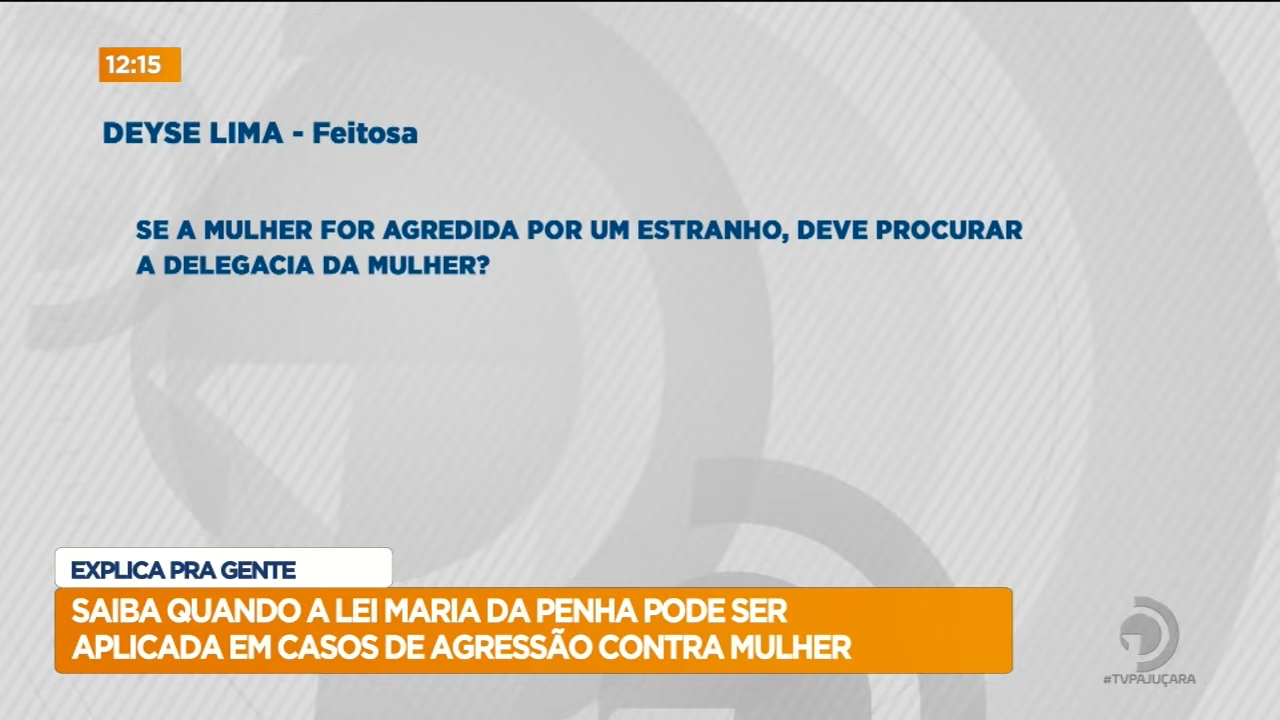 12:15
DEYSE LIMA - Feitosa
SE A MULHER FOR AGREDIDA POR UM ESTRANHO, DEVE PROCURAR
A DELEGACIA DA MULHER?
EXPLICA PRA GENTE
SAIBA QUANDO A LEI MARIA DA PENHA PODE SER
APLICADA EM CASOS DE AGRESSÃO CONTRA MULHER
#TVPAJUÇARA